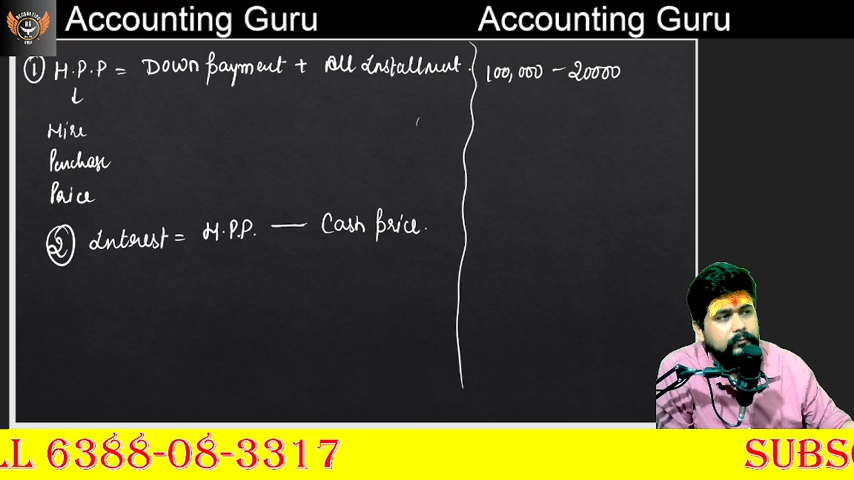 Accounting Guru
Accounting Guru
① H.P.P = Down payment + All Installment.
Hire
Purchase
Price
② Interest = H.P.P. — Cash price.
100,000 - 20000
LL 6388-08-3317
SUBSC